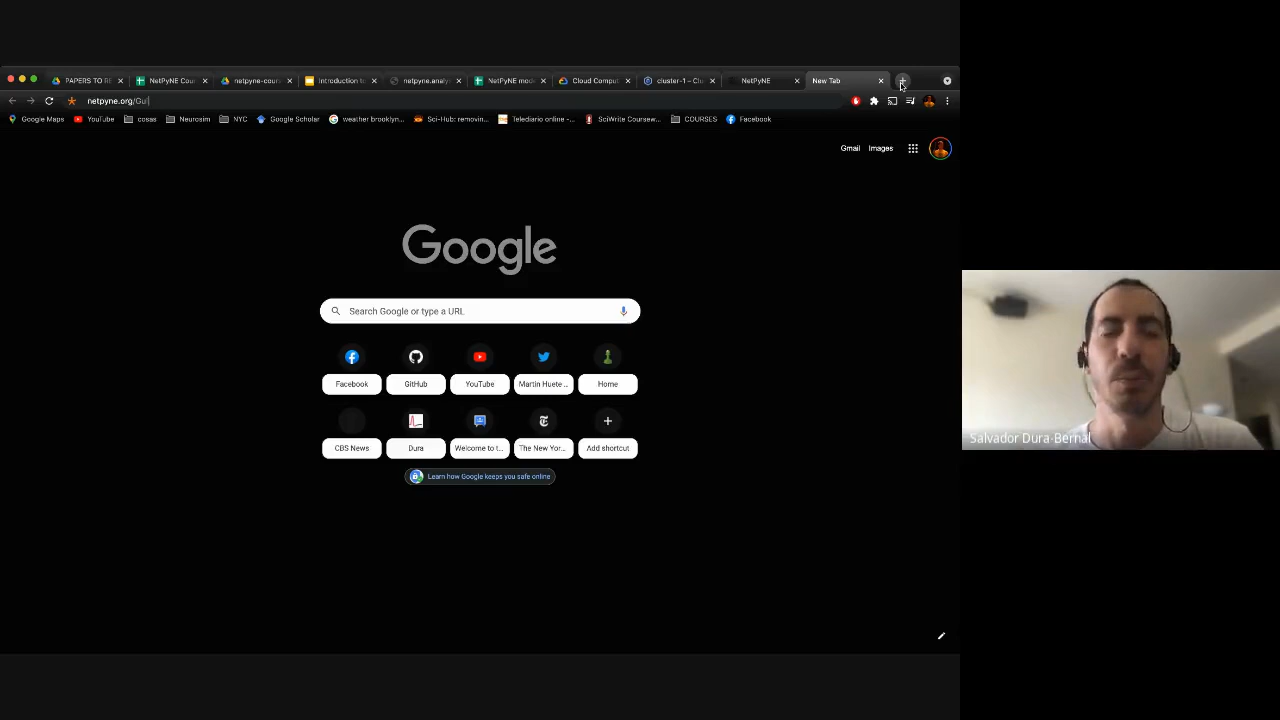 PAPERS TO RE
NetPyNE Cou
netpyne-cour
Introduction t
netpyne.analy
NetPyNE mod
Cloud Comput
cluster-1 – Clu
NetPyNE
New Tab
netpyne.org/Gui
Google Maps
YouTube
cosas
Neurosim
NYC
Google Scholar
weather brooklyn...
Sci-Hub: removin...
Telediario online -...
SciWrite Coursew...
COURSES
Facebook
Gmail
Images
Google
Search Google or type a URL
Facebook
GitHub
YouTube
Martin Huete ...
Home
CBS News
Dura
Welcome to t...
The New Yor...
Add shortcut
Learn how Google keeps you safe online
Salvador Dura-Bernal